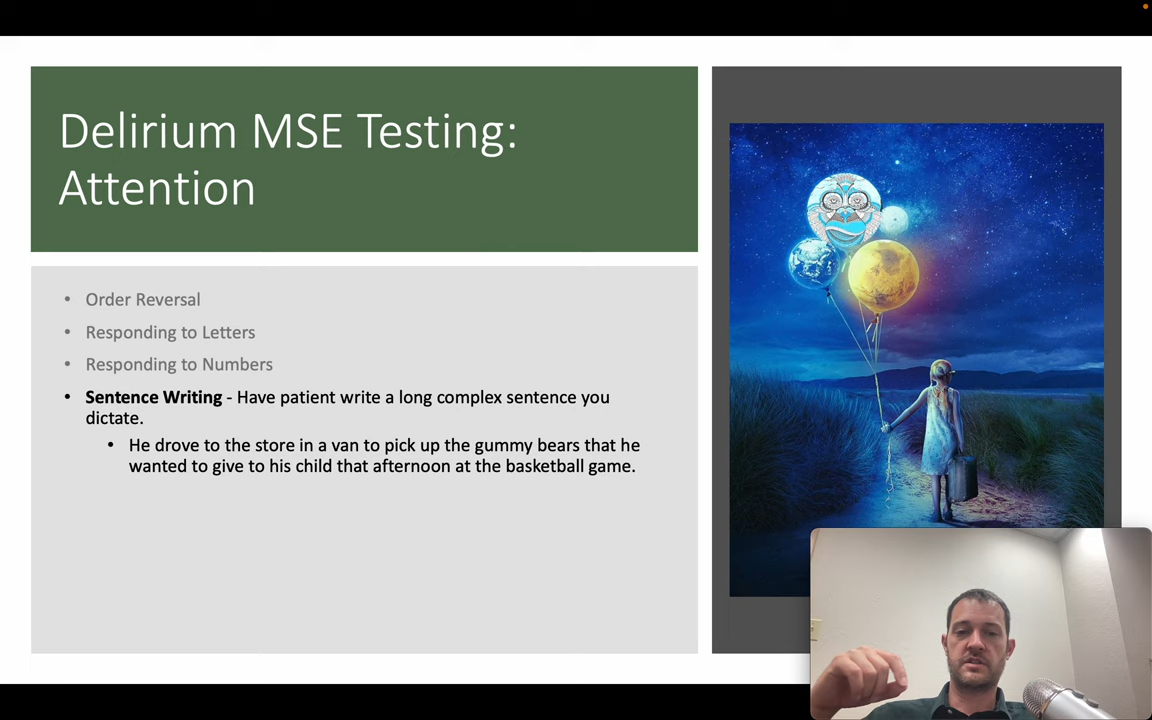 Delirium MSE Testing:
Attention
• Order Reversal
• Responding to Letters
• Responding to Numbers
• Sentence Writing - Have patient write a long complex sentence you
dictate.
• He drove to the store in a van to pick up the gummy bears that he
wanted to give to his child that afternoon at the basketball game.